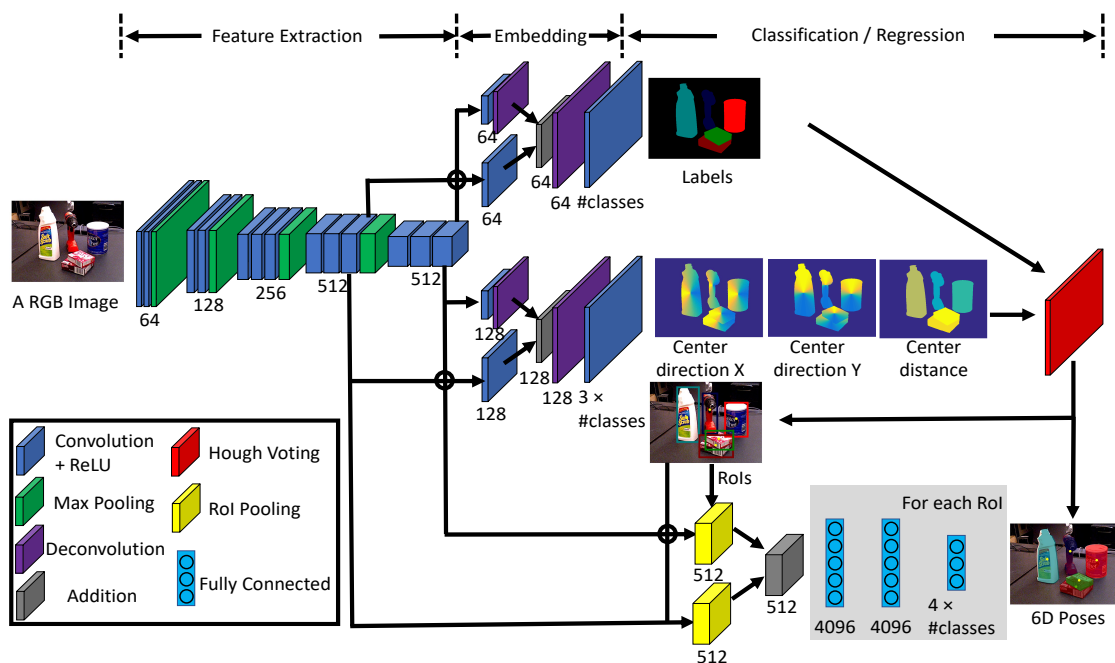 Feature Extraction
Embedding
Classification / Regression
64
64
64
64
#classes
Labels
A RGB Image
64
128
256
512
512
128
128
128
128
3 ×
#classes
Center
direction X
Center
direction Y
Center
distance
RoIs
512
512
512
For each RoI
4096
4096
4 ×
#classes
6D Poses
Convolution
+ ReLU
Hough Voting
Max Pooling
RoI Pooling
Deconvolution
Fully Connected
Addition